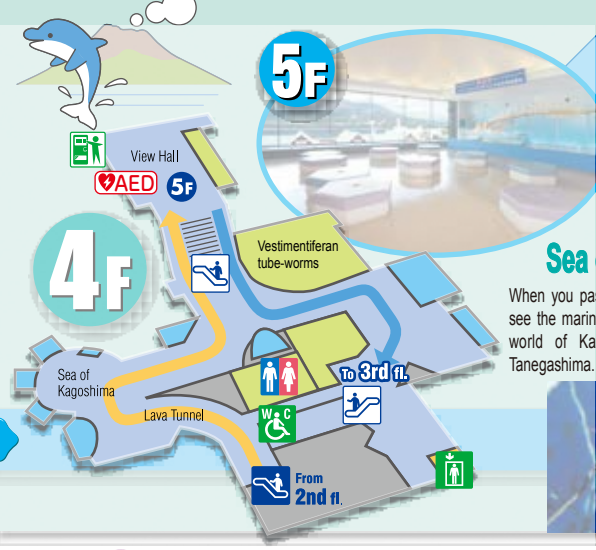 5F
View Hall
AED
5F
4F
Vestimentiferan
tube-worms
Sea
When you pas
see the marin
world of Ka
Tanegashima.
Sea of
Kagoshima
To 3rd fl.
Lava Tunnel
W C
From
2nd fl.